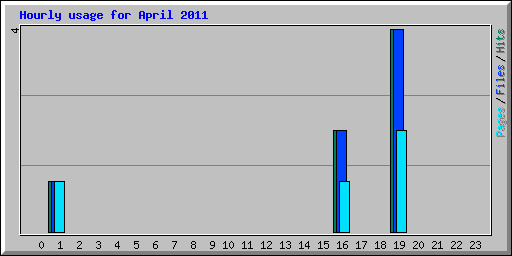 Hourly usage for April 2011
4
Pages/Files/Hits
0 1 2 3 4 5 6 7 8 9 10 11 12 13 14 15 16 17 18 19 20 21 22 23